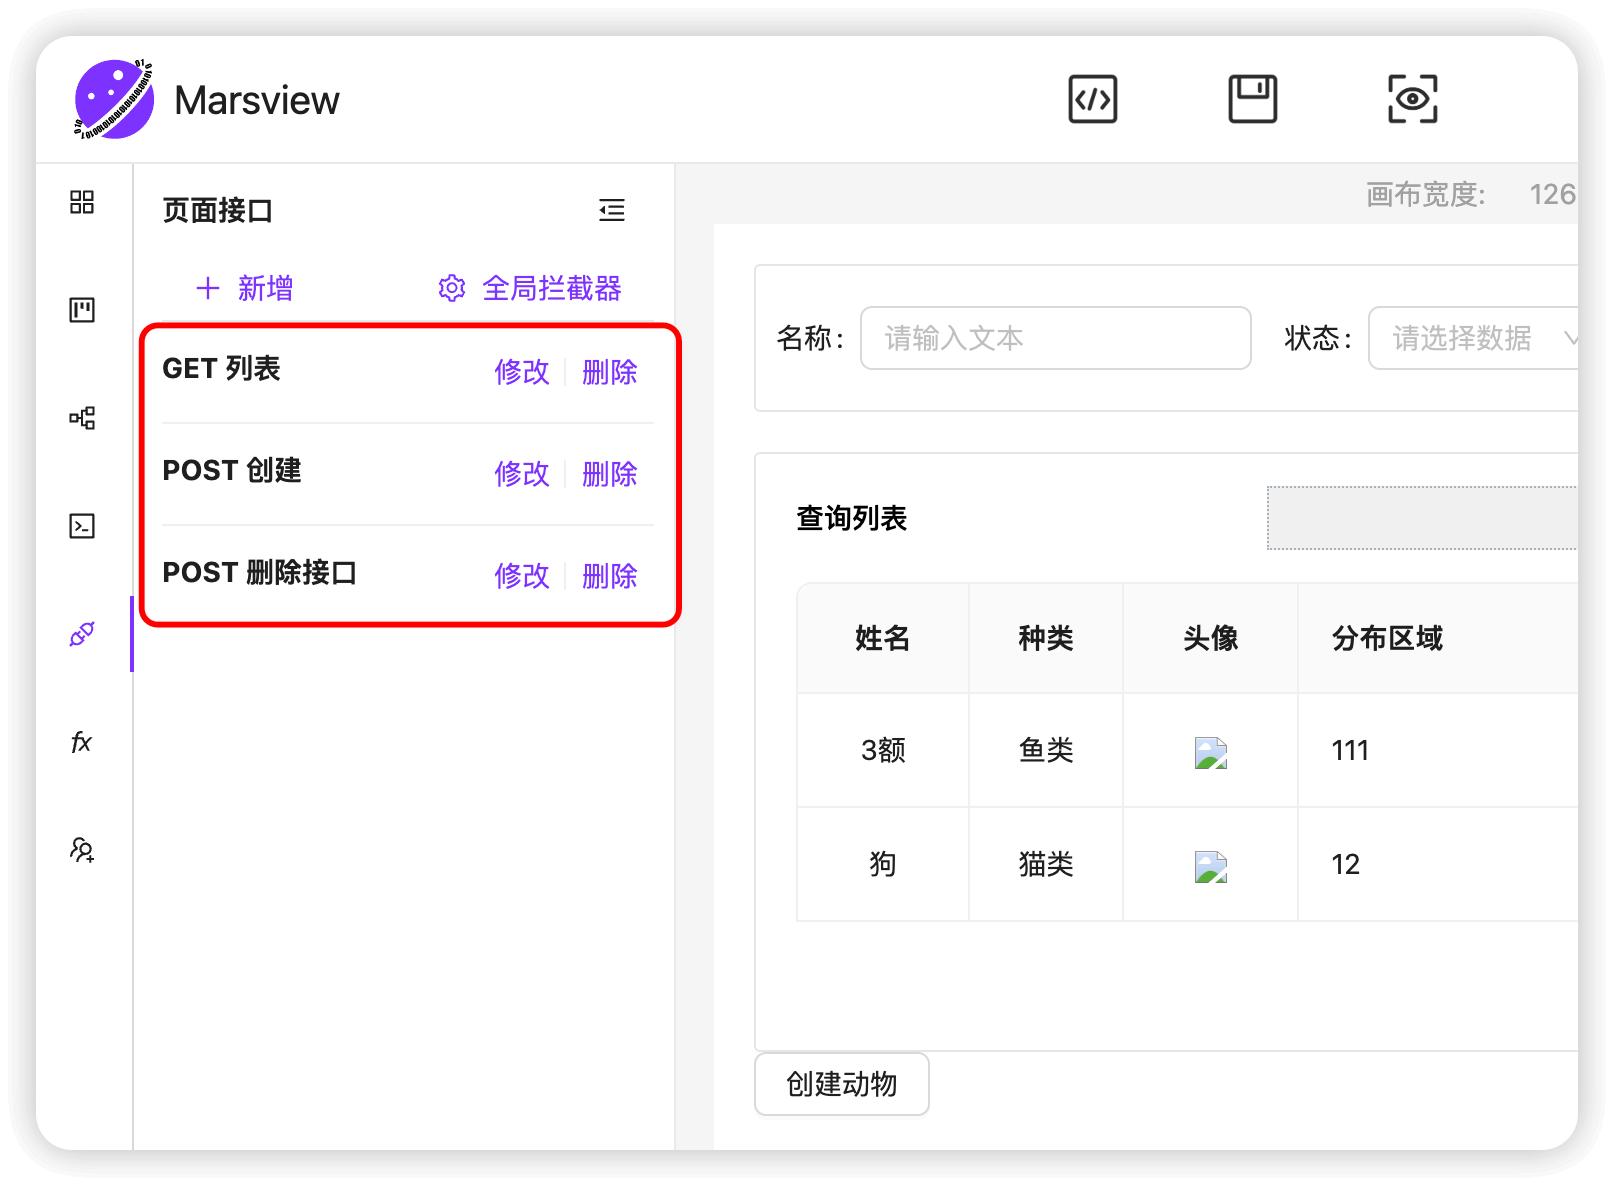 Marsview
画布宽度: 126
页面接口
新增 全局拦截器
GET 列表 修改 删除
POST 创建 修改 删除
POST 删除接口 修改 删除
名称: 请输入文本 状态: 请选择数据
查询列表
姓名 种类 头像 分布区域
3额 鱼类 111
狗 猫类 12
创建动物